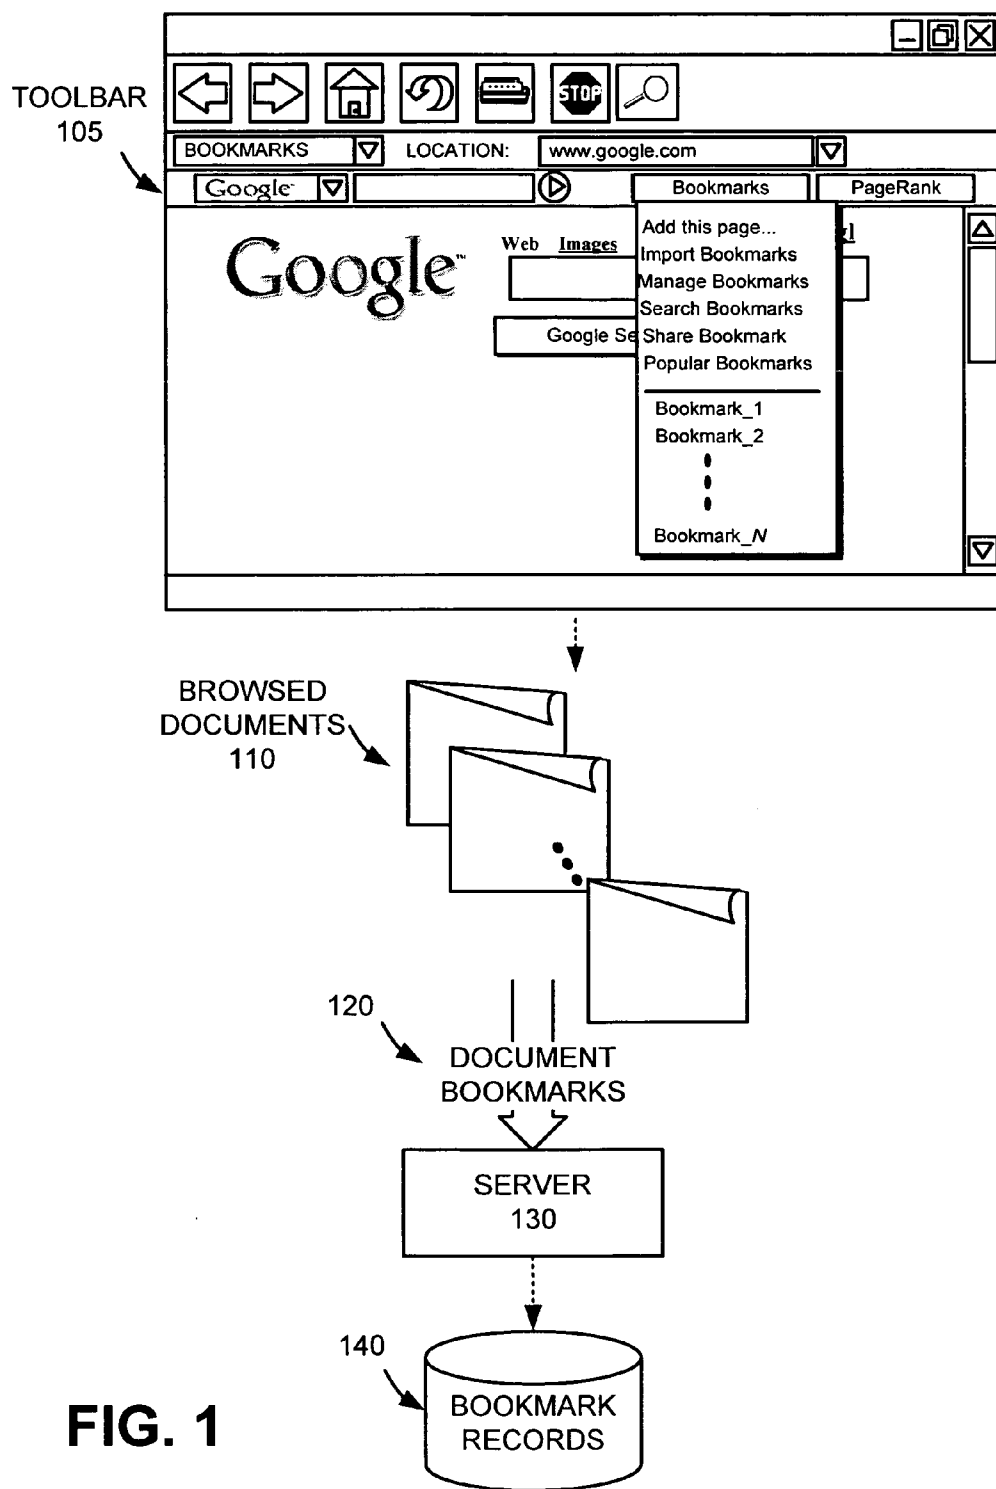 TOOLBAR
105
STOP
BOOKMARKS
LOCATION:
www.google.com
Google
Bookmarks
PageRank
Google™
Web Images
Google Se
Add this page...
Import Bookmarks
Manage Bookmarks
Search Bookmarks
Share Bookmark
Popular Bookmarks
Bookmark_1
Bookmark_2
Bookmark_N
BROWSED
DOCUMENTS
110
120
DOCUMENT
BOOKMARKS
SERVER
130
140
BOOKMARK
RECORDS
FIG. 1